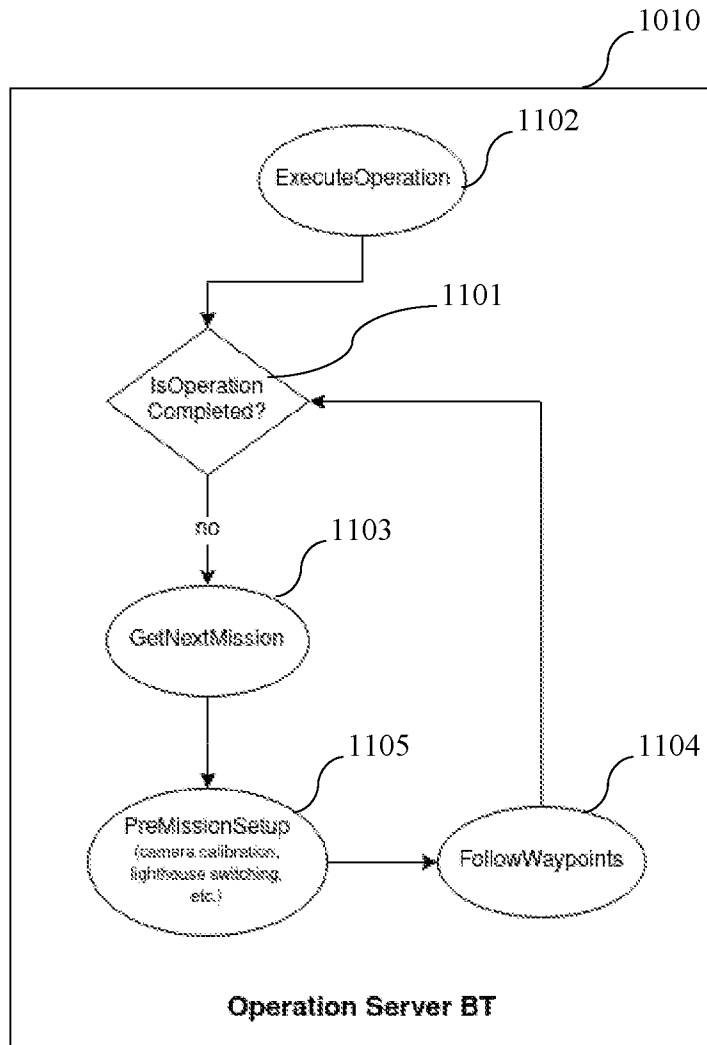 1010
1102
ExecuteOperation
1101
IsOperation
Completed?
no
1103
GetNextMission
1105
1104
PreMissionSetup
(camera calibration,
lighthouse switching,
etc.)
FollowWaypoints
Operation Server BT